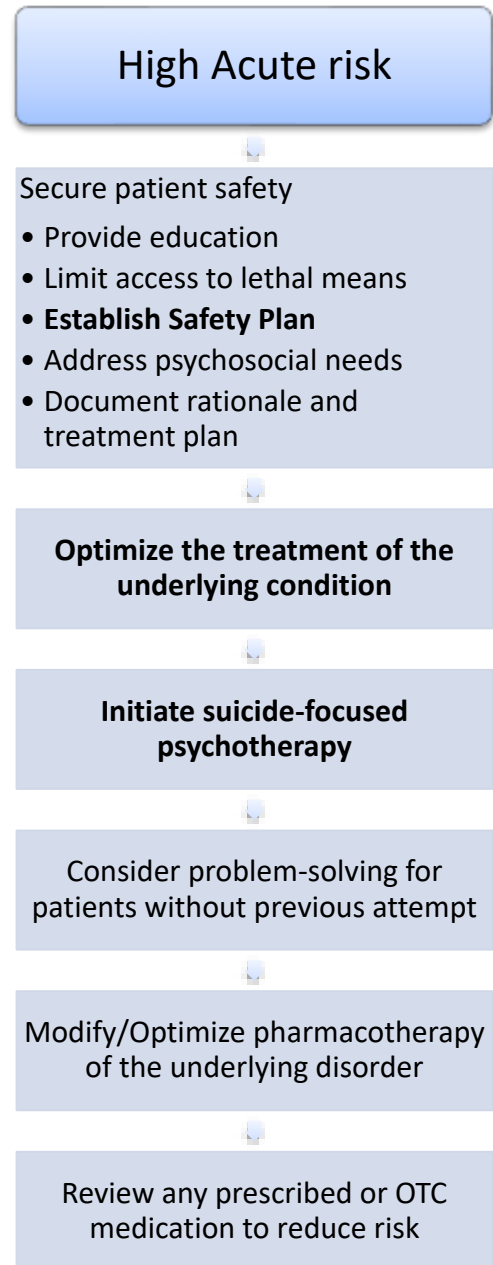 High Acute risk
Secure patient safety
• Provide education
• Limit access to lethal means
• Establish Safety Plan
• Address psychosocial needs
• Document rationale and
treatment plan
Optimize the treatment of the
underlying condition
Initiate suicide-focused
psychotherapy
Consider problem-solving for
patients without previous attempt
Modify/Optimize pharmacotherapy
of the underlying disorder
Review any prescribed or OTC
medication to reduce risk